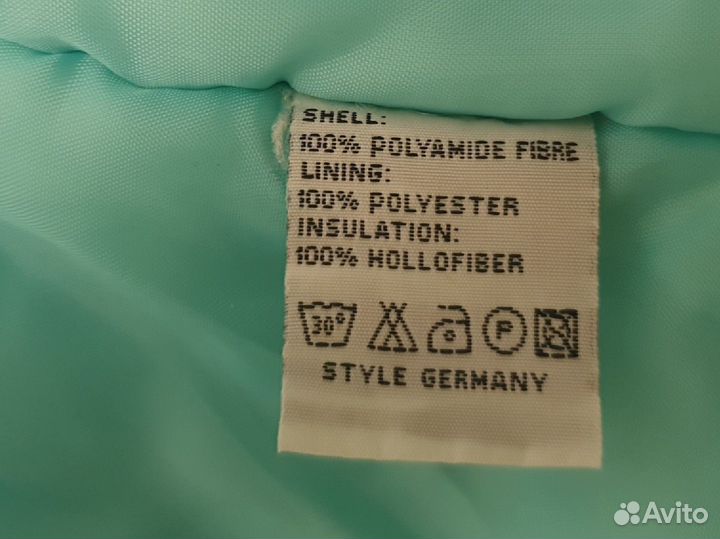 SHELL:
100% POLYAMIDE FIBRE
LINING:
100% POLYESTER
INSULATION:
100% HOLLOFIBER
30° P
STYLE GERMANY
Avito